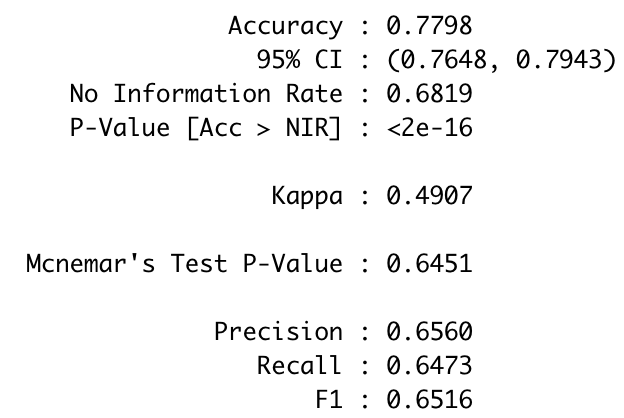 Accuracy : 0.7798
95% CI : (0.7648, 0.7943)
No Information Rate : 0.6819
P-Value [Acc > NIR] : <2e-16
Kappa : 0.4907
Mcnemar's Test P-Value : 0.6451
Precision : 0.6560
Recall : 0.6473
F1 : 0.6516